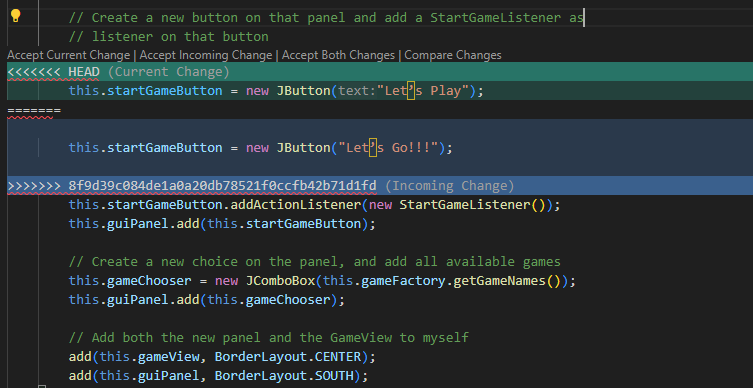 // Create a new button on that panel and add a StartGameListener as
// listener on that button
Accept Current Change | Accept Incoming Change | Accept Both Changes | Compare Changes
<<<<<<< HEAD (Current Change)
this.startGameButton = new JButton(text:"Let’s Play");
=======
this.startGameButton = new JButton("Let’s Go!!!");
>>>>>>> 8f9d39c084de1a0a20db78521f0ccfb42b71d1fd (Incoming Change)
this.startGameButton.addActionListener(new StartGameListener());
this.guiPanel.add(this.startGameButton);
// Create a new choice on the panel, and add all available games
this.gameChooser = new JComboBox(this.gameFactory.getGameNames());
this.guiPanel.add(this.gameChooser);
// Add both the new panel and the GameView to myself
add(this.gameView, BorderLayout.CENTER);
add(this.guiPanel, BorderLayout.SOUTH);